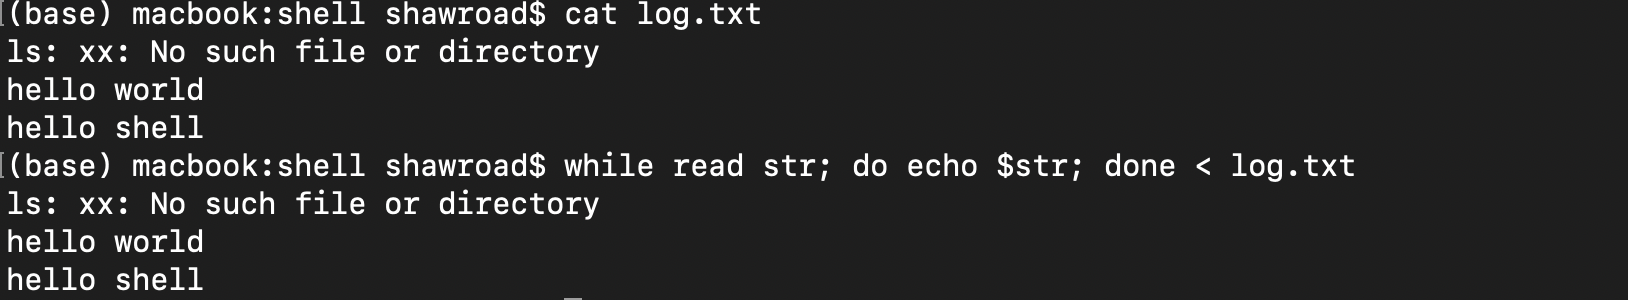 (base) macbook:shell shawroad$ cat log.txt
ls: xx: No such file or directory
hello world
hello shell
(base) macbook:shell shawroad$ while read str; do echo $str; done < log.txt
ls: xx: No such file or directory
hello world
hello shell